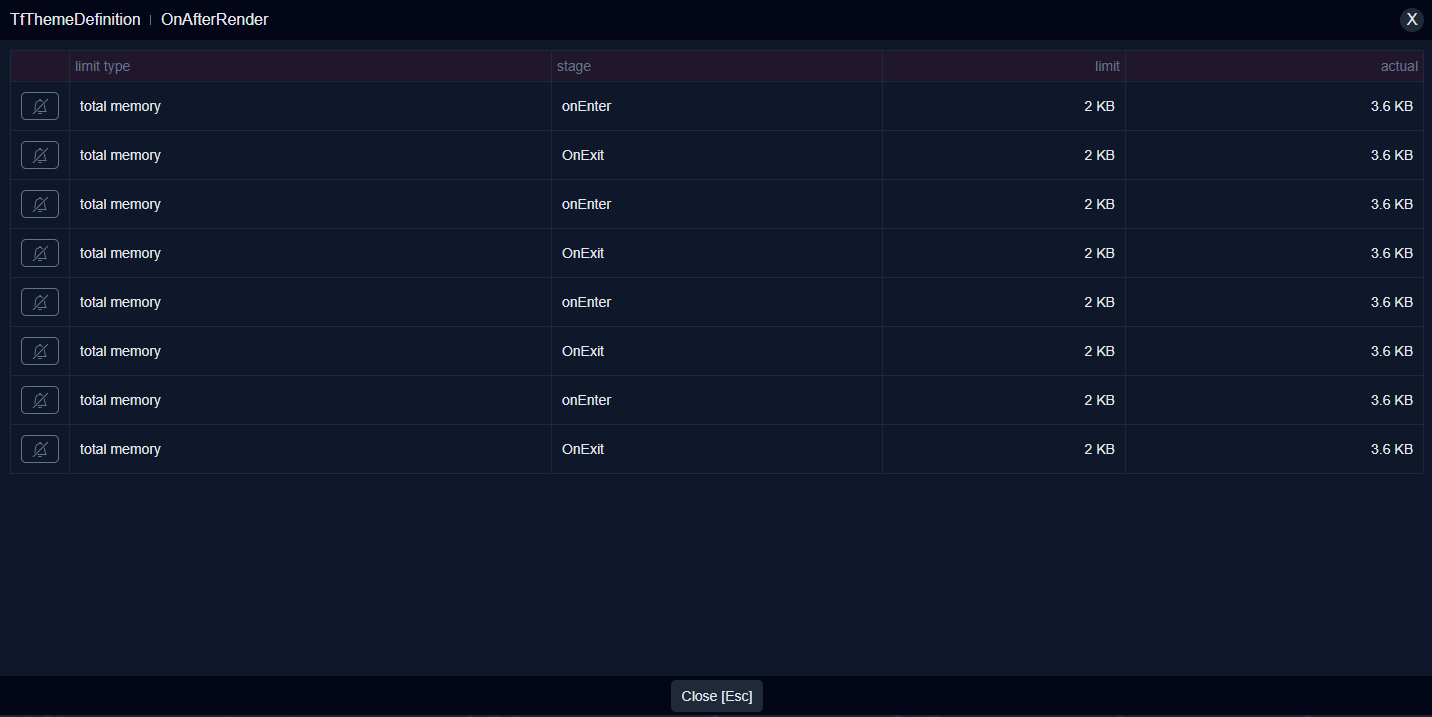 TfThemeDefinition | OnAfterRender X
limit type stage limit actual
total memory onEnter 2 KB 3.6 KB
total memory OnExit 2 KB 3.6 KB
total memory onEnter 2 KB 3.6 KB
total memory OnExit 2 KB 3.6 KB
total memory onEnter 2 KB 3.6 KB
total memory OnExit 2 KB 3.6 KB
total memory onEnter 2 KB 3.6 KB
total memory OnExit 2 KB 3.6 KB
Close [Esc]